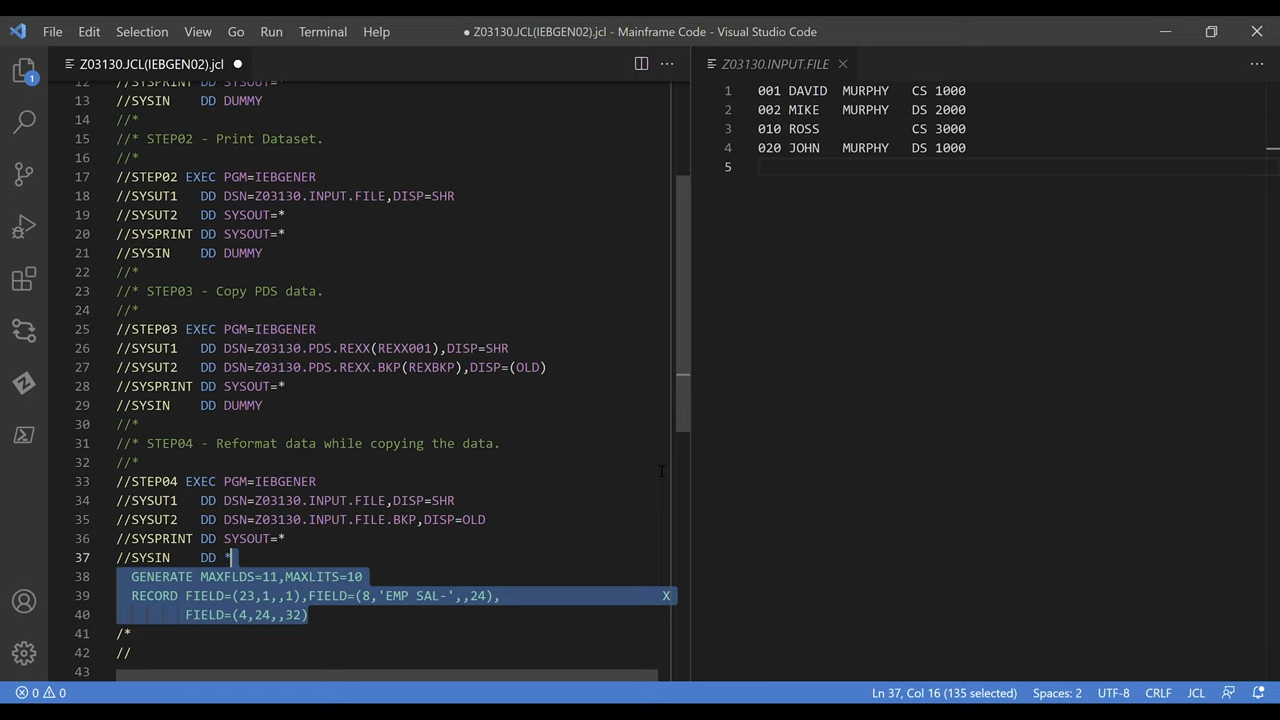 File Edit Selection View Go Run Terminal Help ● Z03130.JCL(IEBGEN02).jcl - Mainframe Code - Visual Studio Code
Z03130.JCL(IEBGEN02).jcl ●
12 //SYSPRINT DD SYSOUT=*
13 //SYSIN    DD DUMMY
14 //*
15 //* STEP02 - Print Dataset.
16 //*
17 //STEP02 EXEC PGM=IEBGENER
18 //SYSUT1   DD DSN=Z03130.INPUT.FILE,DISP=SHR
19 //SYSUT2   DD SYSOUT=*
20 //SYSPRINT DD SYSOUT=*
21 //SYSIN    DD DUMMY
22 //*
23 //* STEP03 - Copy PDS data.
24 //*
25 //STEP03 EXEC PGM=IEBGENER
26 //SYSUT1   DD DSN=Z03130.PDS.REXX(REXX001),DISP=SHR
27 //SYSUT2   DD DSN=Z03130.PDS.REXX.BKP(REXBKP),DISP=(OLD)
28 //SYSPRINT DD SYSOUT=*
29 //SYSIN    DD DUMMY
30 //*
31 //* STEP04 - Reformat data while copying the data.
32 //*
33 //STEP04 EXEC PGM=IEBGENER
34 //SYSUT1   DD DSN=Z03130.INPUT.FILE,DISP=SHR
35 //SYSUT2   DD DSN=Z03130.INPUT.FILE.BKP,DISP=OLD
36 //SYSPRINT DD SYSOUT=*
37 //SYSIN    DD *
38   GENERATE MAXFLDS=11,MAXLITS=10
39   RECORD FIELD=(23,1,,1),FIELD=(8,'EMP SAL-',,24),                     X
40          FIELD=(4,24,,32)
41 /*
42 //
43
Z03130.INPUT.FILE
1 001 DAVID  MURPHY   CS 1000
2 002 MIKE   MURPHY   DS 2000
3 010 ROSS            CS 3000
4 020 JOHN   MURPHY   DS 1000
5
1
0 0 Ln 37, Col 16 (135 selected) Spaces: 2 UTF-8 CRLF JCL